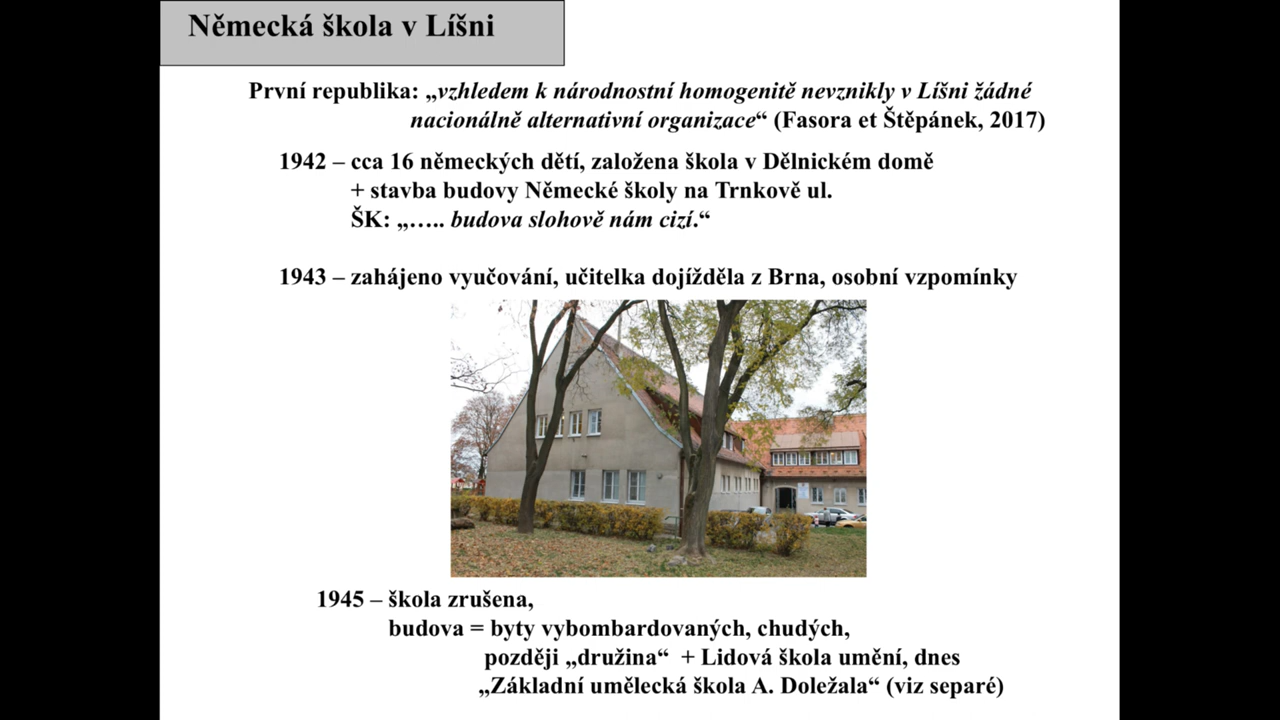 Německá škola v Líšni
První republika: „vzhledem k národnostní homogenitě nevznikly v Líšni žádné
nacionálně alternativní organizace“ (Fasora et Štěpánek, 2017)
1942 – cca 16 německých dětí, založena škola v Dělnickém domě
+ stavba budovy Německé školy na Trnkově ul.
ŠK: „….. budova slohově nám cizí.“
1943 – zahájeno vyučování, učitelka dojížděla z Brna, osobní vzpomínky
1945 – škola zrušena,
budova = byty vybombardovaných, chudých,
později „družina“ + Lidová škola umění, dnes
„Základní umělecká škola A. Doležala“ (viz separé)